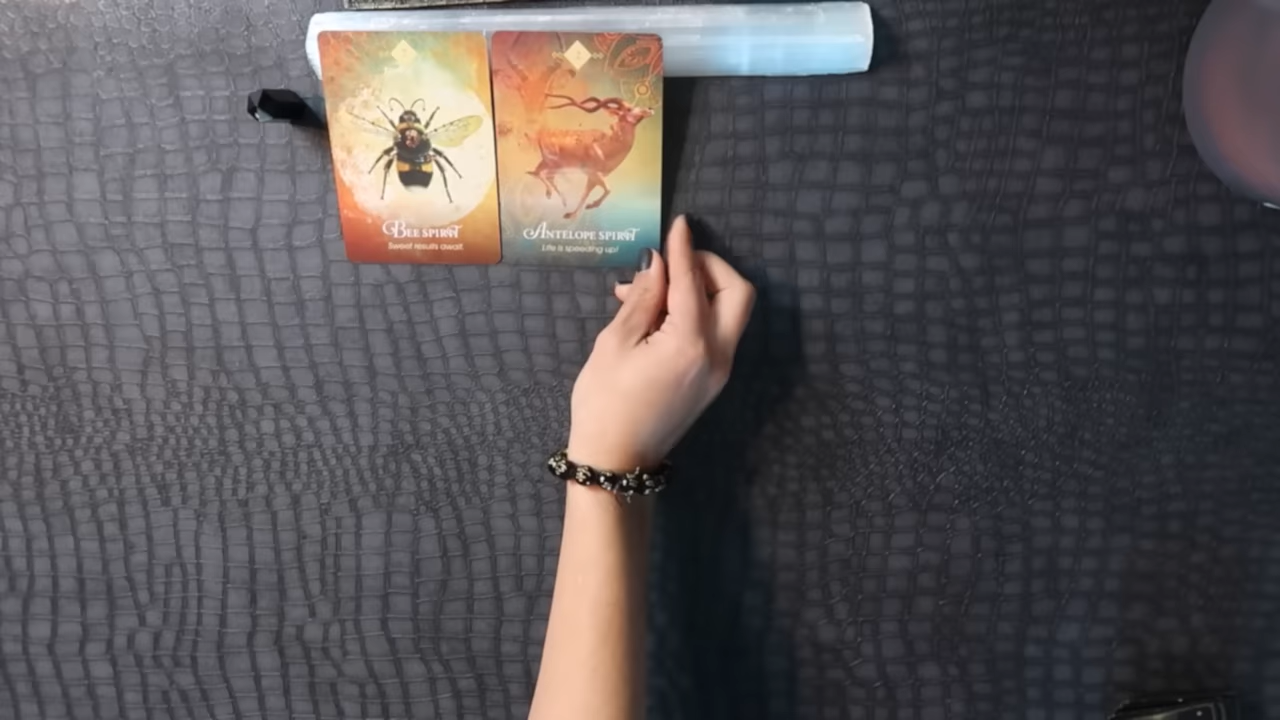 Bee Spirit
Sweet results await.
Antelope Spirit
Life is speeding up!